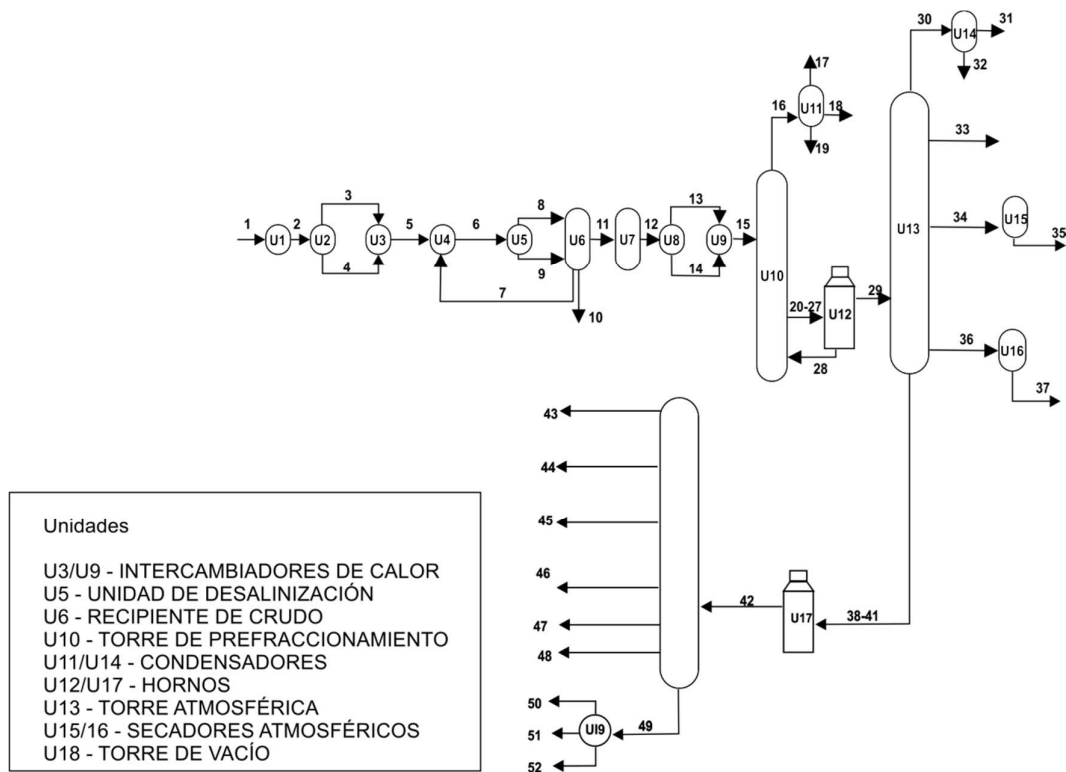 30
31
U14
32
17
16
18
U11
19
33
3
8
13
34
U15
35
1
U1
2
U2
U3
5
U4
6
U5
U6
11
U7
12
U8
U9
15
U10
U13
4
9
14
7
10
20-27
U12
29
28
36
U16
37
43
44
45
46
42
U17
38-41
47
48
50
UI9
49
51
52
Unidades
U3/U9 - INTERCAMBIADORES DE CALOR
U5 - UNIDAD DE DESALINIZACIÓN
U6 - RECIPIENTE DE CRUDO
U10 - TORRE DE PREFRACCIONAMIENTO
U11/U14 - CONDENSADORES
U12/U17 - HORNOS
U13 - TORRE ATMOSFÉRICA
U15/16 - SECADORES ATMOSFÉRICOS
U18 - TORRE DE VACÍO